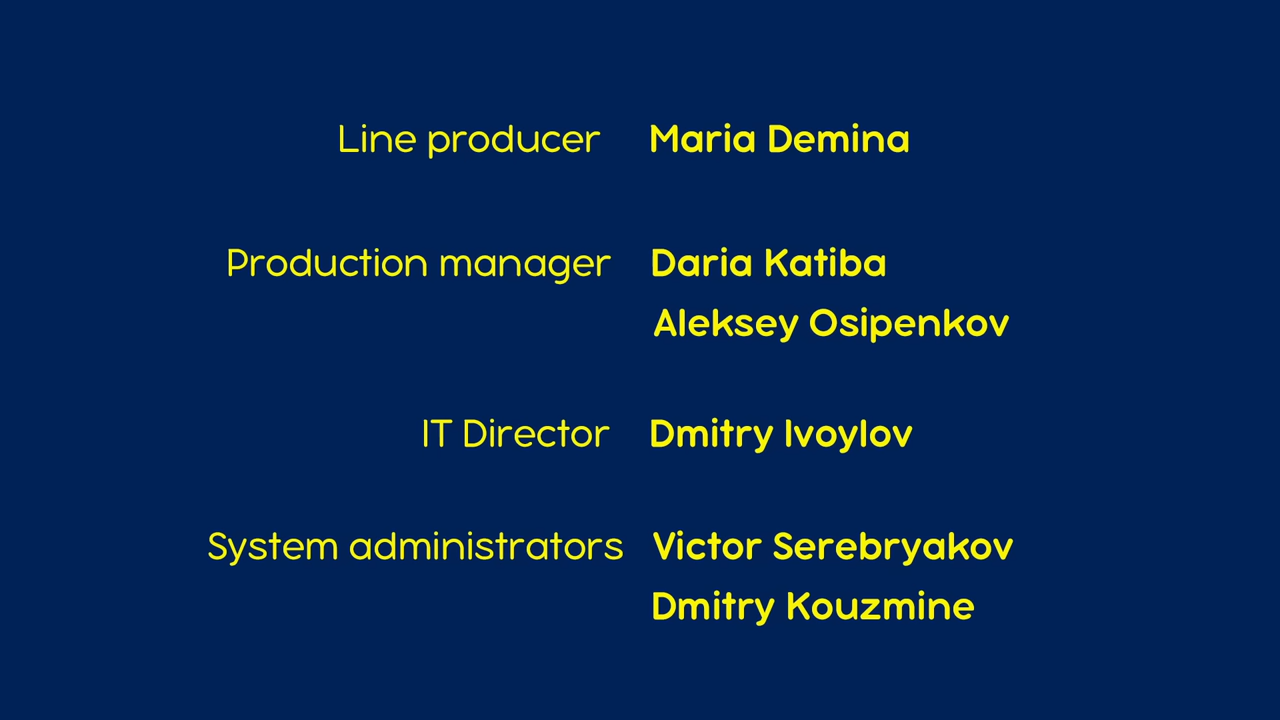 Line producer Maria Demina
Production manager Daria Katiba
Aleksey Osipenkov
IT Director Dmitry Ivoylov
System administrators Victor Serebryakov
Dmitry Kouzmine